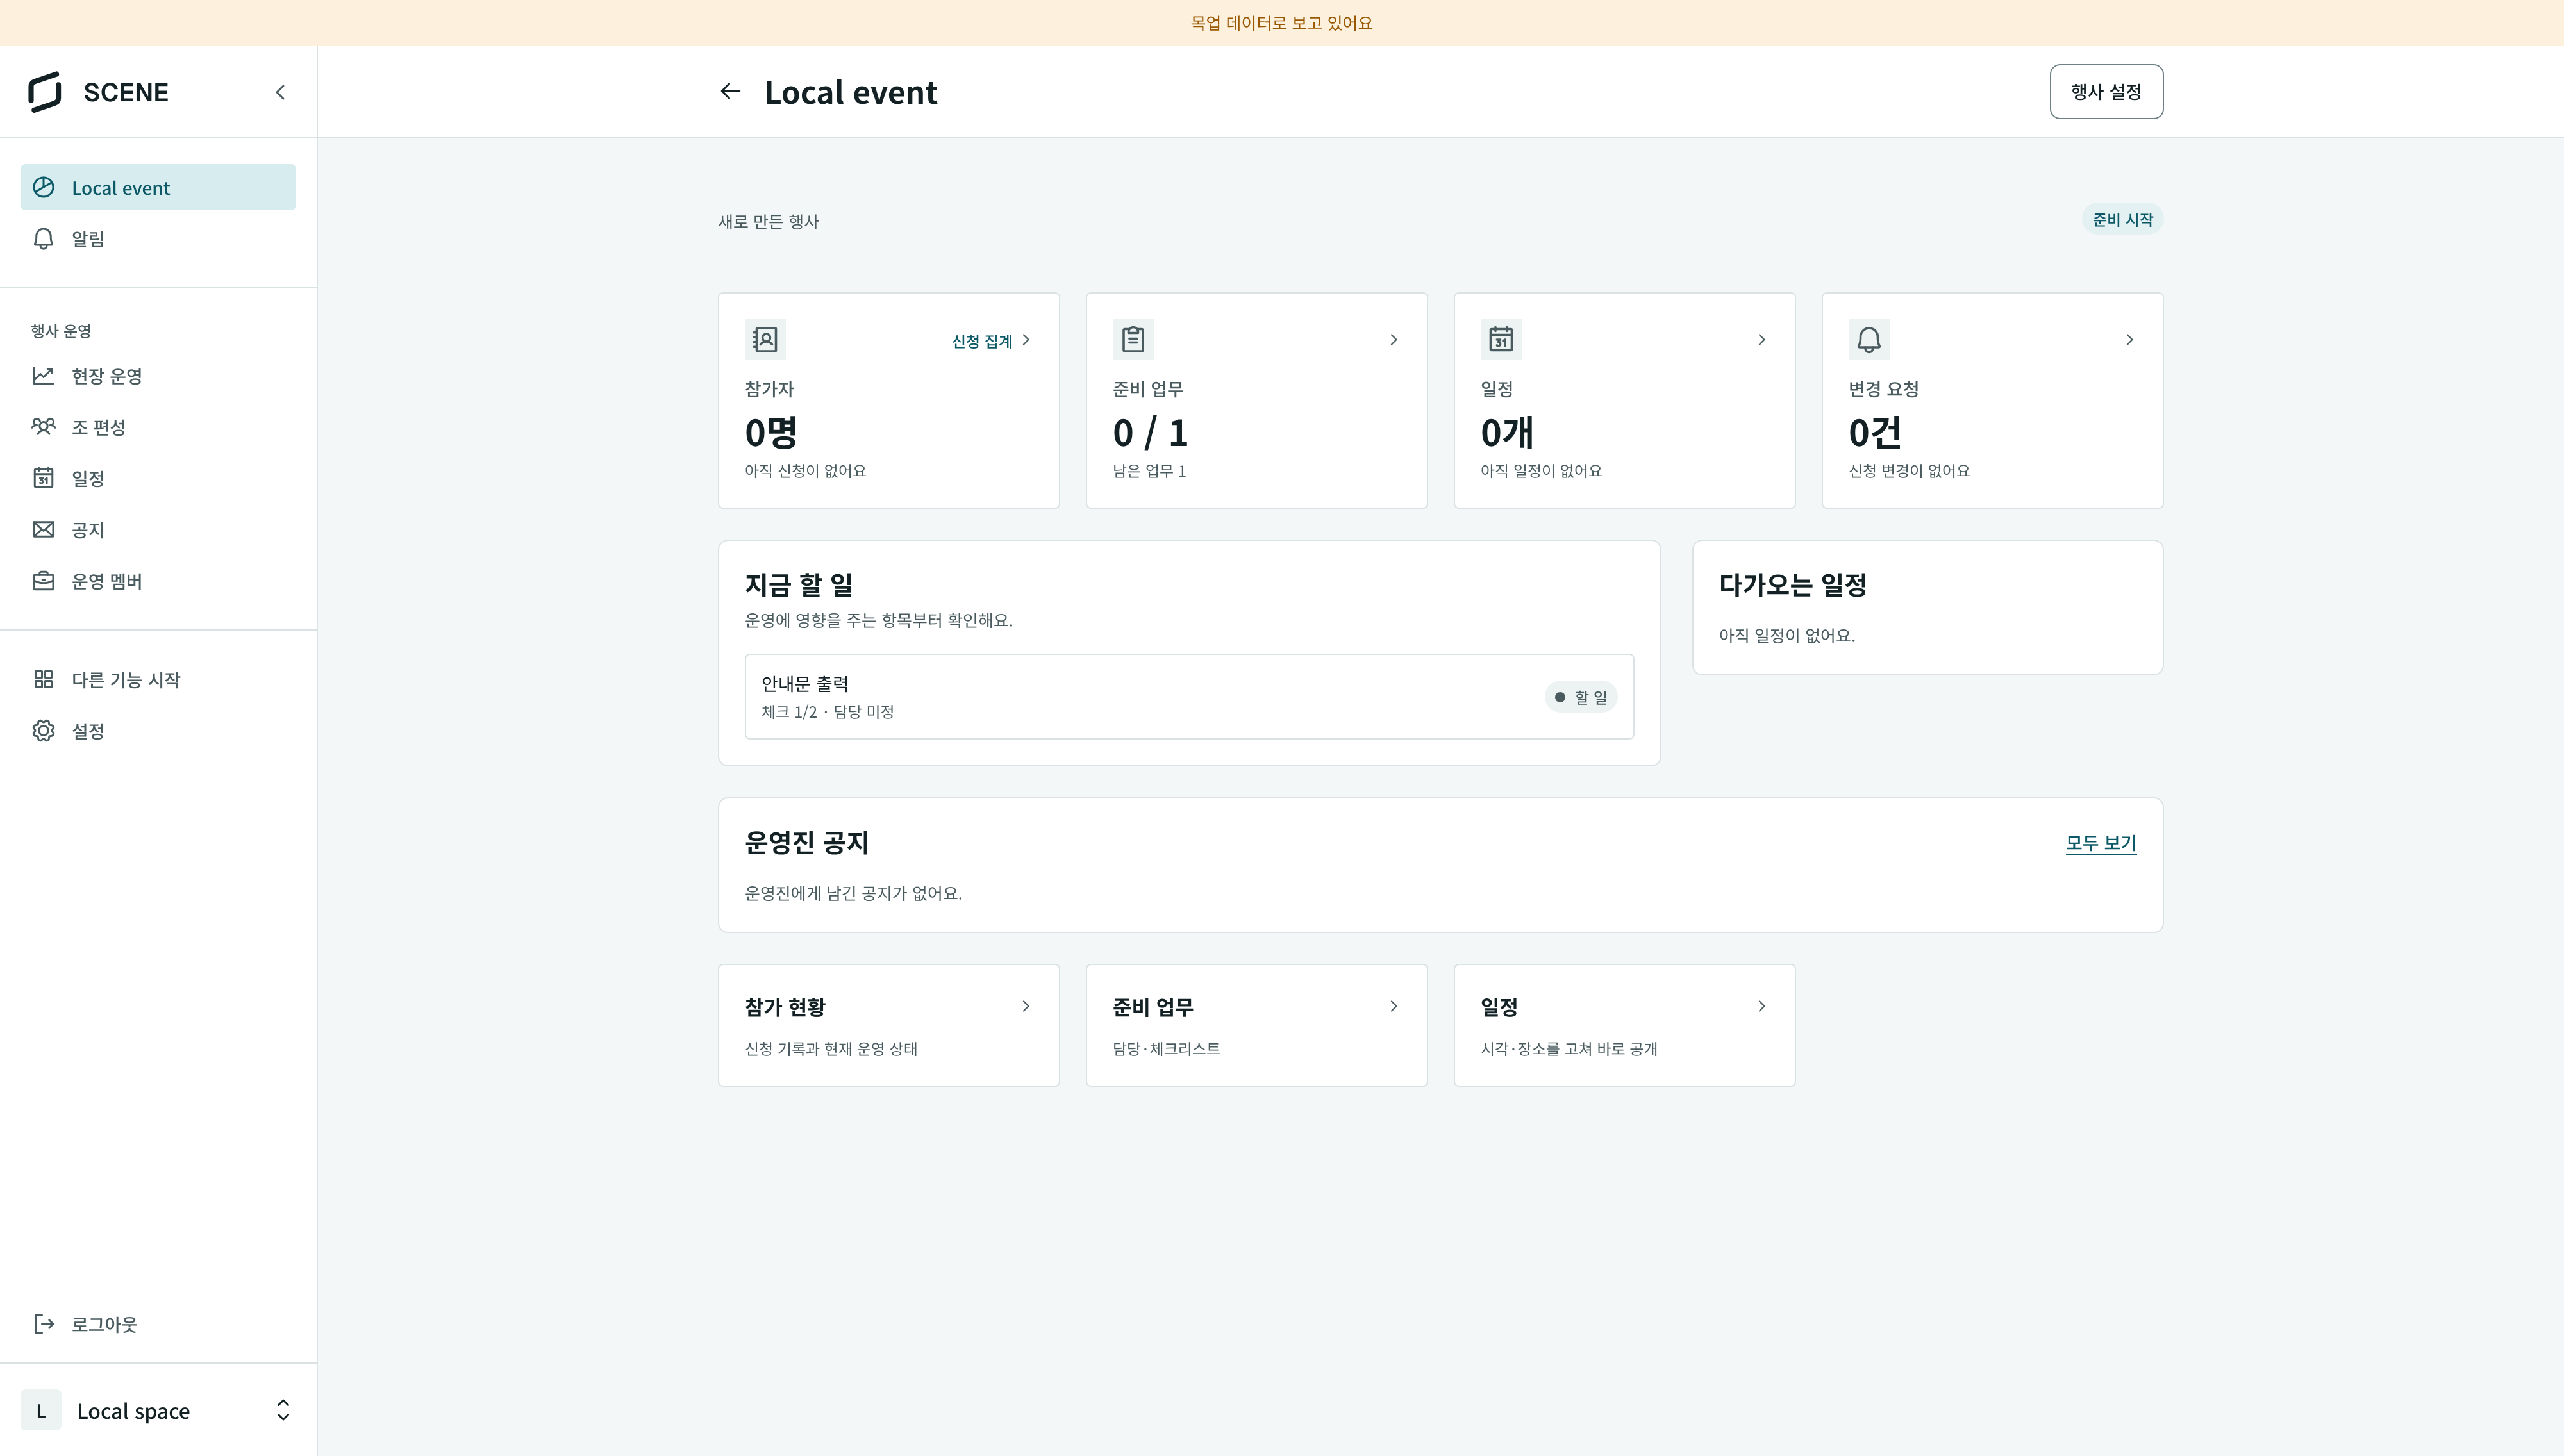 목업 데이터로 보고 있어요
SCENE
Local event
행사 설정
Local event
알림
행사 운영
현장 운영
조 편성
31
일정
공지
운영 멤버
다른 기능 시작
설정
로그아웃
L
Local space
새로 만든 행사
준비 시작
신청 집계
참가자
0명
아직 신청이 없어요
준비 업무
0 / 1
남은 업무 1
31
일정
0개
아직 일정이 없어요
변경 요청
0건
신청 변경이 없어요
지금 할 일
운영에 영향을 주는 항목부터 확인해요.
안내문 출력
체크 1/2 · 담당 미정
할 일
다가오는 일정
아직 일정이 없어요.
운영진 공지
모두 보기
운영진에게 남긴 공지가 없어요.
참가 현황
신청 기록과 현재 운영 상태
준비 업무
담당·체크리스트
일정
시각·장소를 고쳐 바로 공개